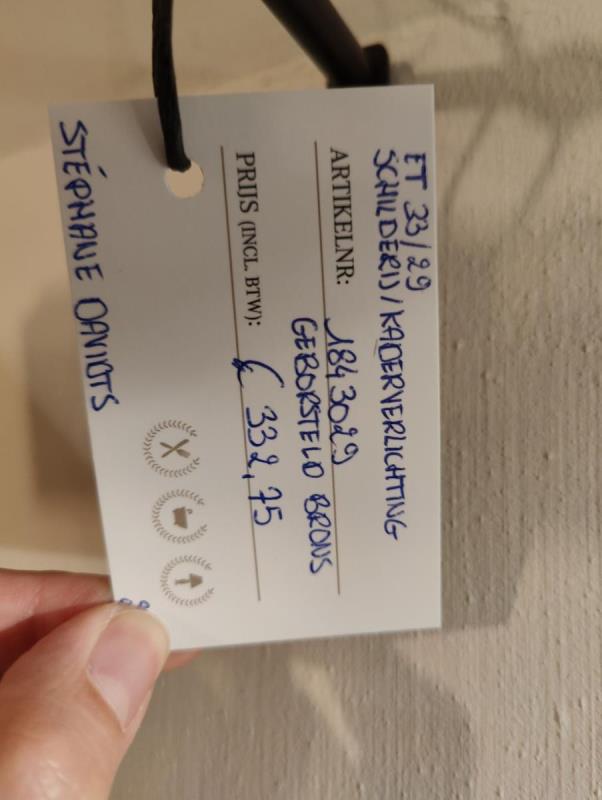 ET 33/29
SCHILDERIJ/KADERVERLICHTING
ARTIKELNR: 1843029
GEBORSTELD BRONS
PRIJS (INCL. BTW): € 332,75
STÉPHANE DAVIDTS